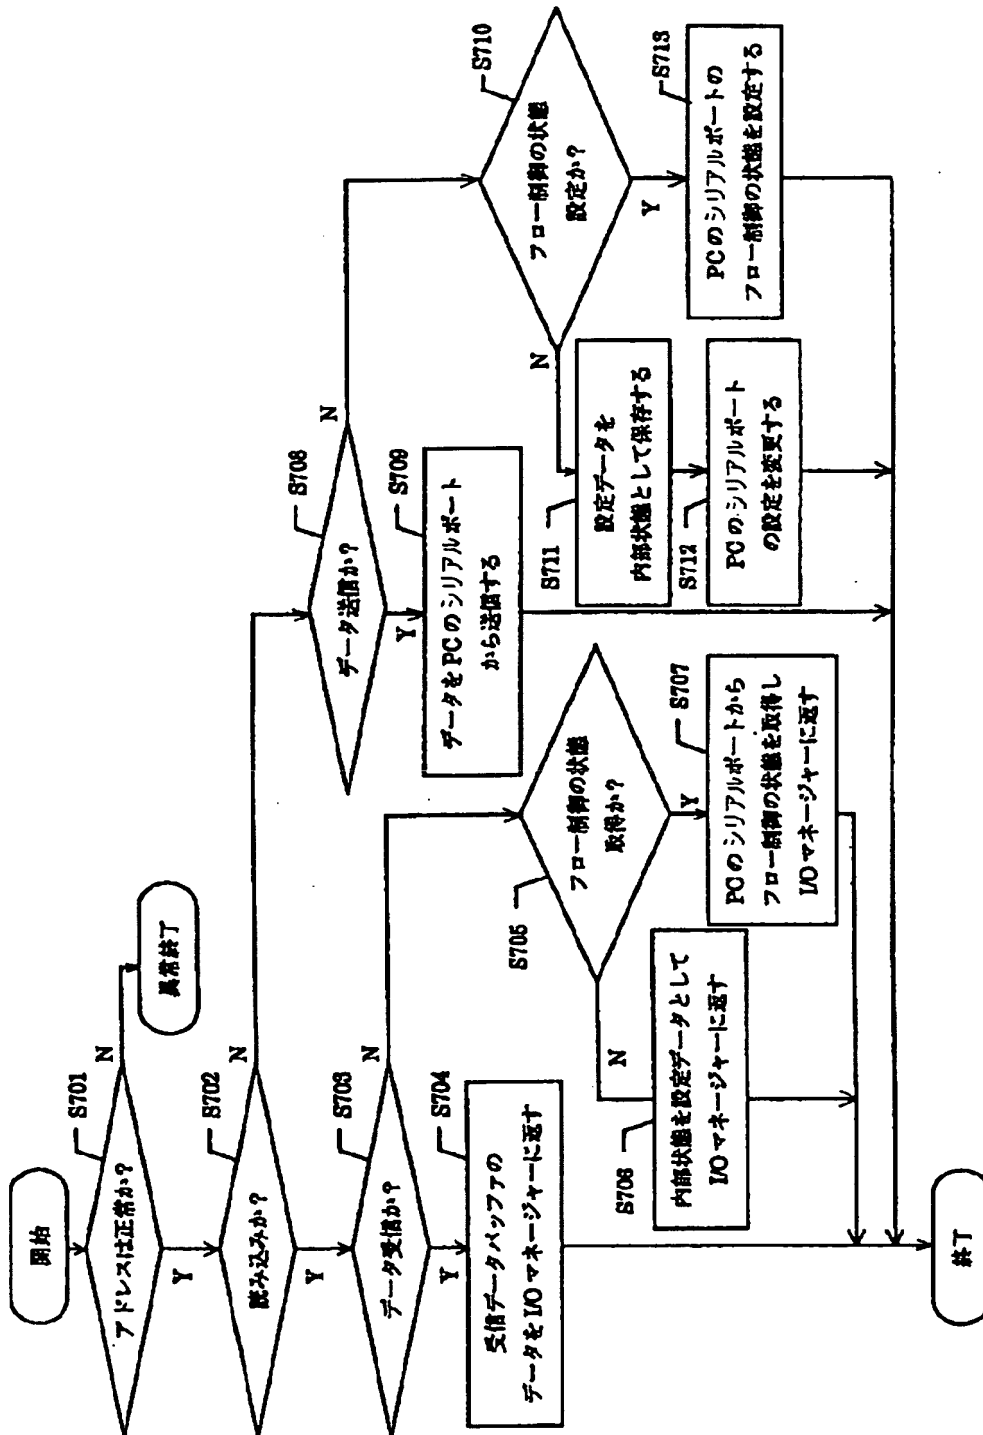 開始
アドレスは正常か?
S701
N
異常終了
Y
読み込みか?
S702
N
Y
データ受信か?
S703
N
Y
受信データバッファの
データをI/Oマネージャーに返す
S704
フロー制御の状態
取得か?
S705
N
内部状態を設定データとして
I/Oマネージャーに返す
S706
Y
PCのシリアルポートから
フロー制御の状態を取得し
I/Oマネージャーに返す
S707
データ送信か?
S708
N
Y
データをPCのシリアルポート
から送信する
S709
フロー制御の状態
設定か?
S710
N
設定データを
内部状態として保存する
S711
PCのシリアルポート
の設定を変更する
S712
Y
PCのシリアルポートの
フロー制御の状態を設定する
S713
終了